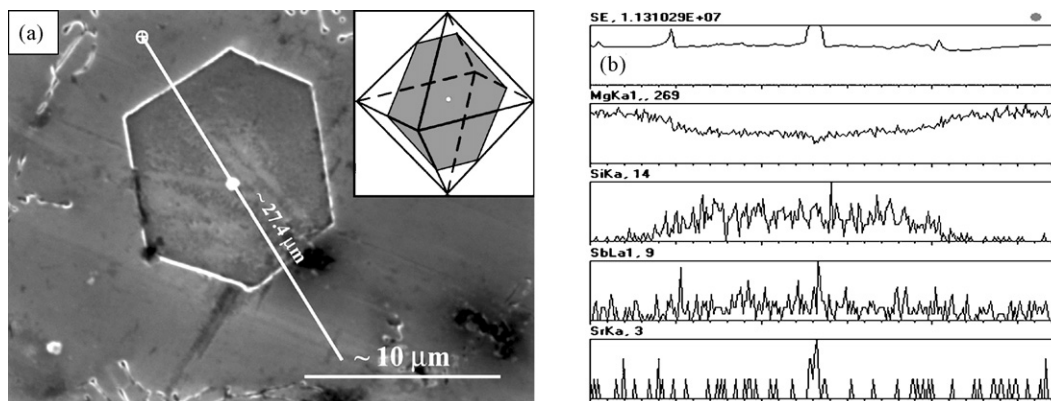 (a)
~27.4 μm
~ 10 μm
SE, 1.131029E+07
(b)
MgKa1,, 269
SiKa, 14
SbLa1, 9
SrKa, 3